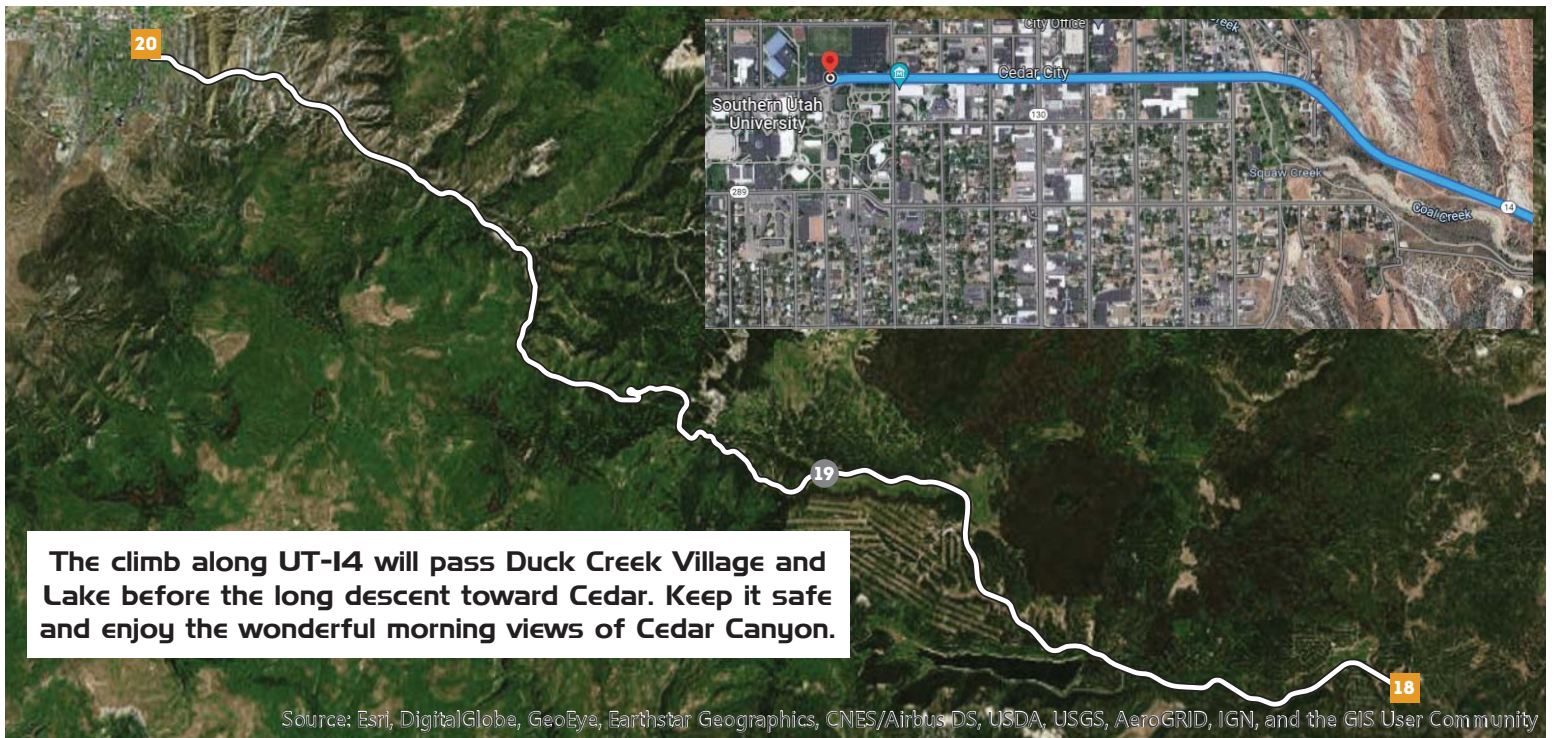 20
City Office
Creek
Cedar City
Southern Utah
University
130
289
Squaw Creek
Coal Creek
14
19
The climb along UT-14 will pass Duck Creek Village and
Lake before the long descent toward Cedar. Keep it safe
and enjoy the wonderful morning views of Cedar Canyon.
18
Source: Esri, DigitalGlobe, GeoEye, Earthstar Geographics, CNES/Airbus DS, USDA, USGS, AeroGRID, IGN, and the GIS User Community